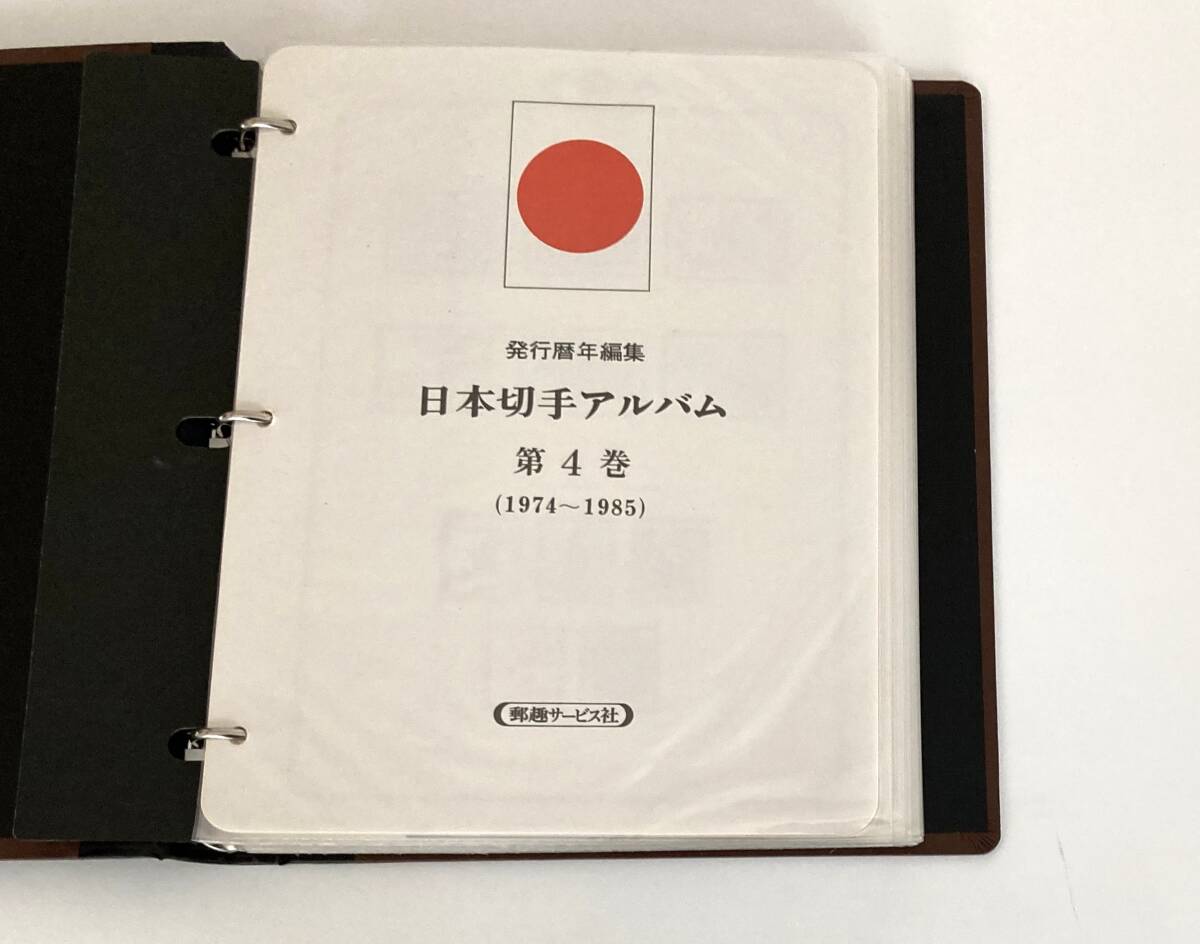 発行暦年編集
日本切手アルバム
第4巻
(1974～1985)
郵趣サービス社